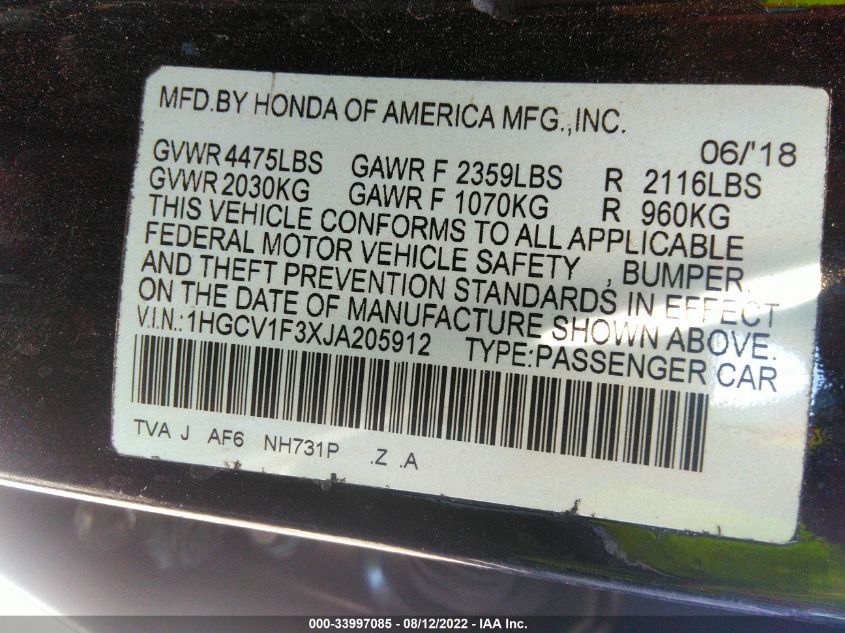 MFD.BY HONDA OF AMERICA MFG.,INC.
06/'18
GVWR 4475LBS GAWR F 2359LBS R 2116LBS
GVWR 2030KG GAWR F 1070KG R 960KG
THIS VEHICLE CONFORMS TO ALL APPLICABLE
FEDERAL MOTOR VEHICLE SAFETY , BUMPER,
AND THEFT PREVENTION STANDARDS IN EFFECT
ON THE DATE OF MANUFACTURE SHOWN ABOVE.
V.I.N.:1HGCV1F3XJA205912 TYPE:PASSENGER CAR
TVA J AF6 NH731P .Z .A
000-33997085 - 08/12/2022 - IAA Inc.